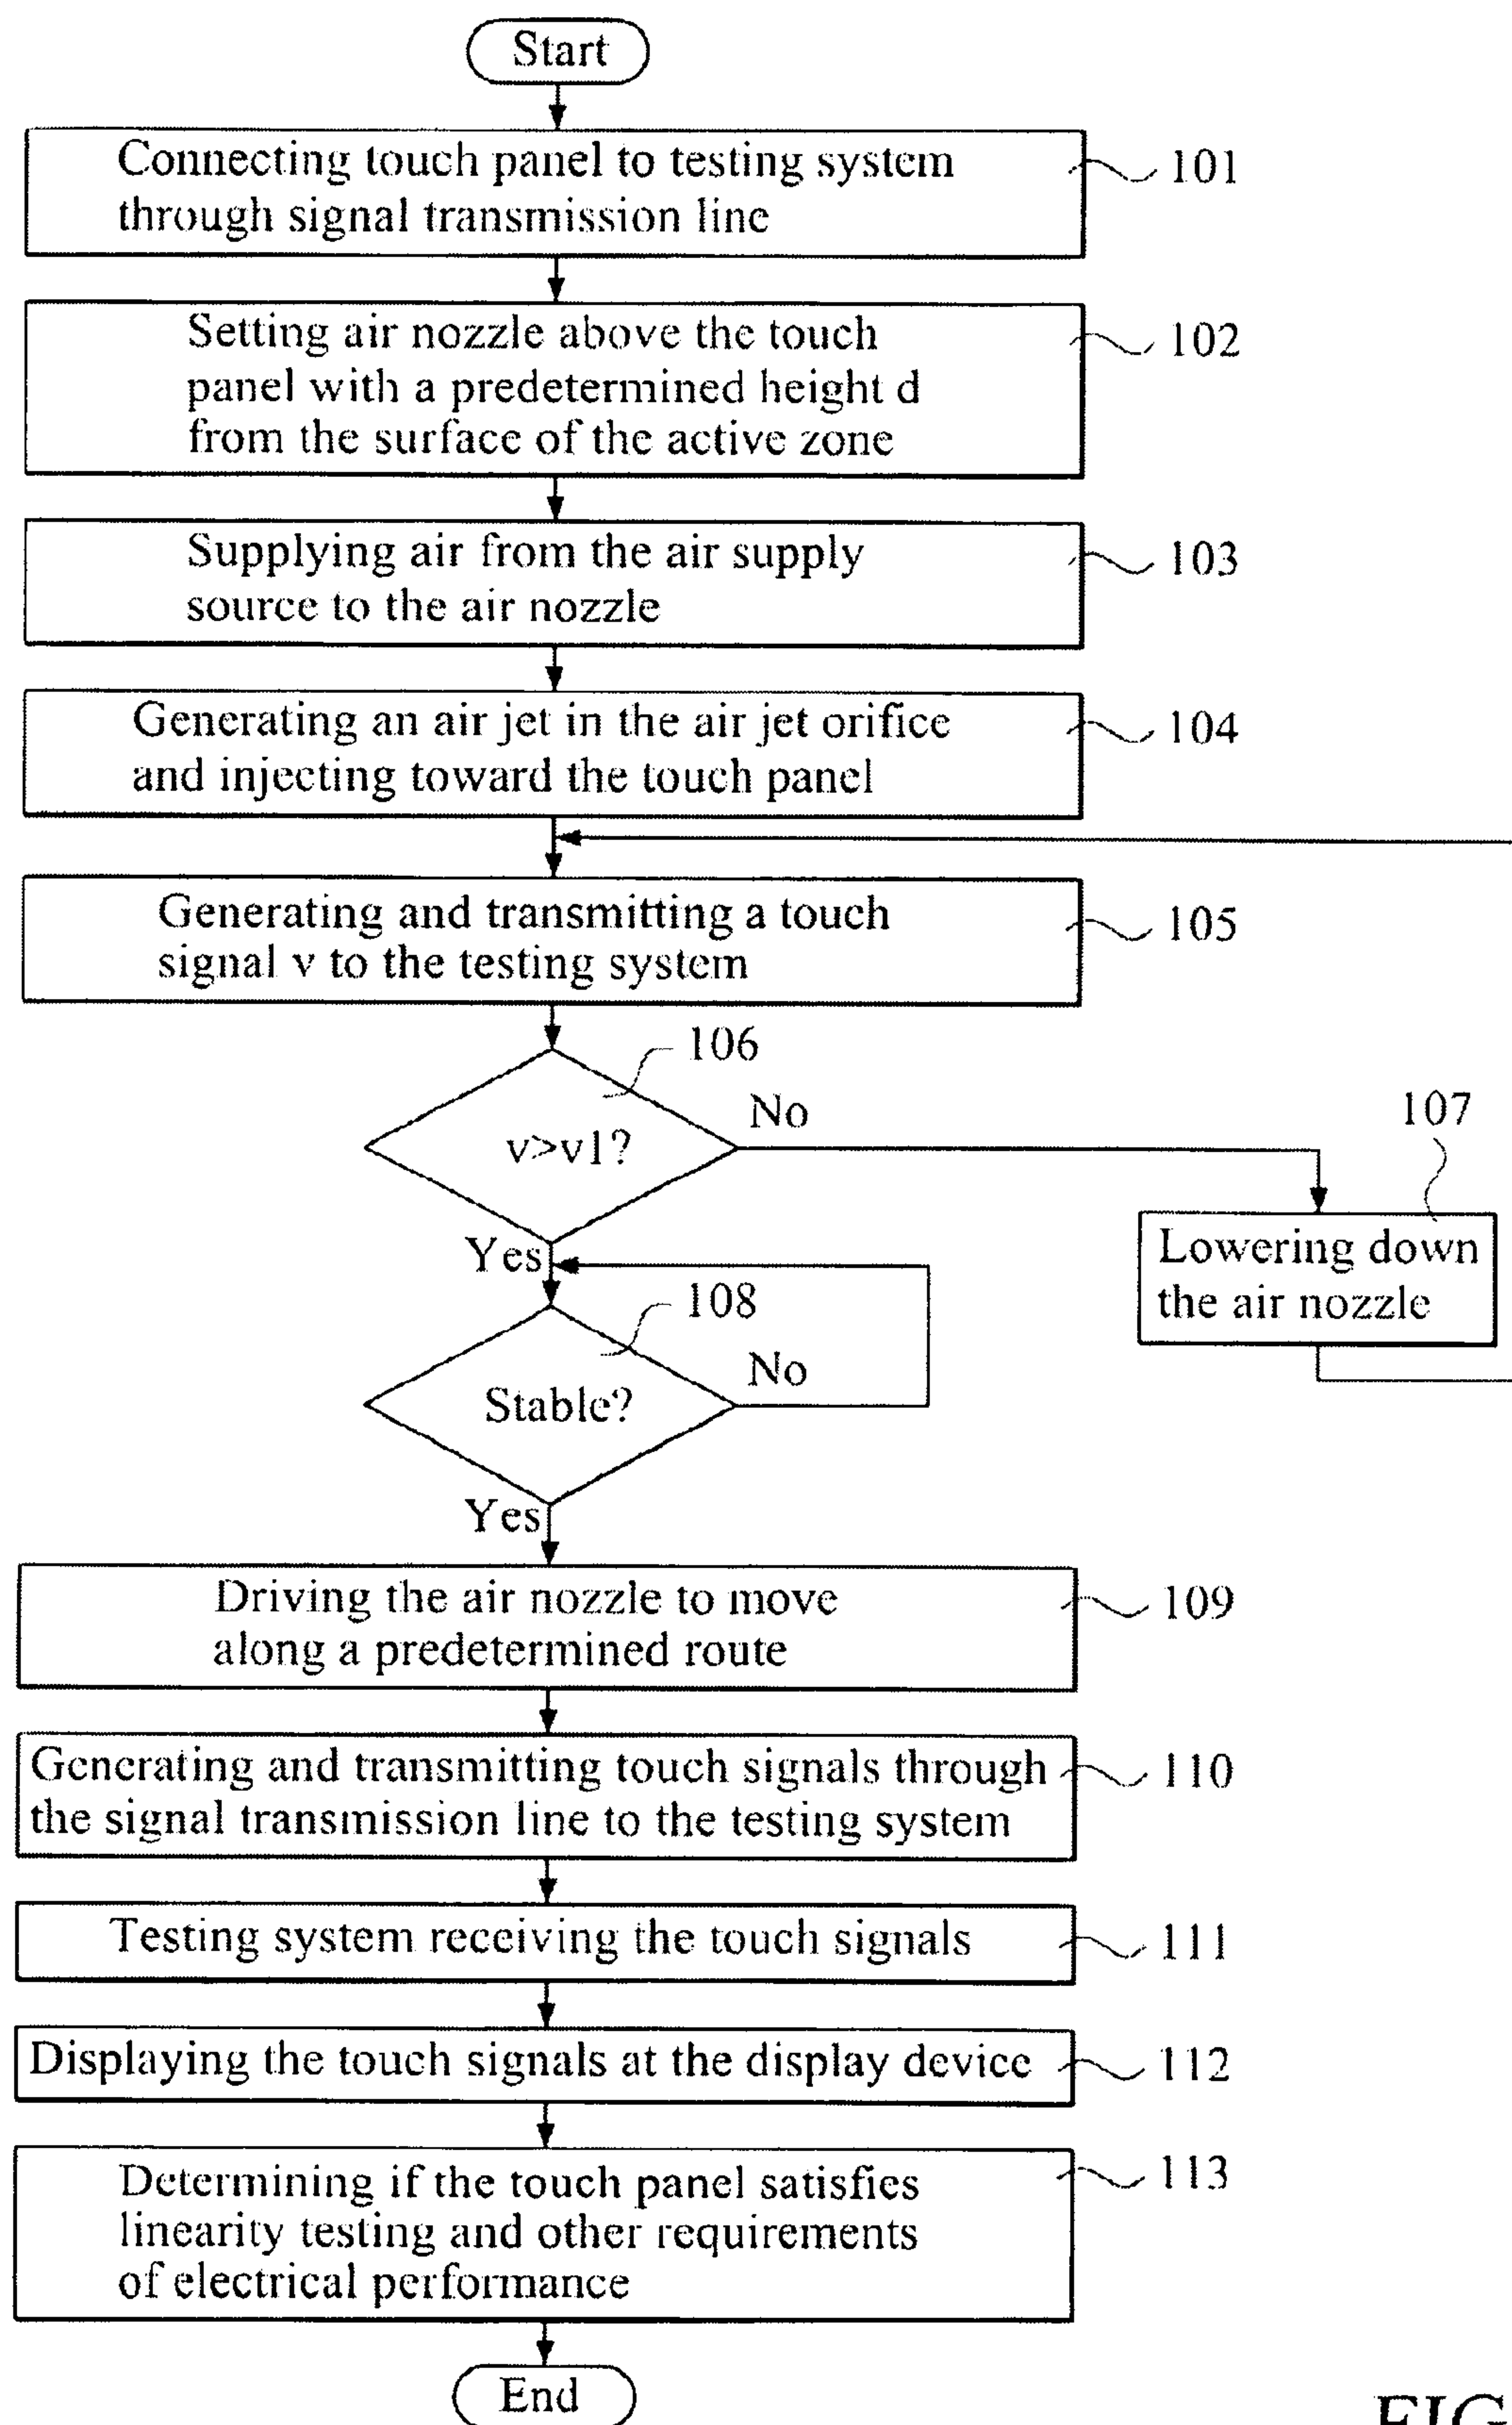 Start
Connecting touch panel to testing system
through signal transmission line
101
Setting air nozzle above the touch
panel with a predetermined height d
from the surface of the active zone
102
Supplying air from the air supply
source to the air nozzle
103
Generating an air jet in the air jet orifice
and injecting toward the touch panel
104
Generating and transmitting a touch
signal v to the testing system
105
106
v>v1?
No
Yes
107
Lowering down
the air nozzle
108
Stable?
No
Yes
Driving the air nozzle to move
along a predetermined route
109
Generating and transmitting touch signals through
the signal transmission line to the testing system
110
Testing system receiving the touch signals
111
Displaying the touch signals at the display device
112
Determining if the touch panel satisfies
linearity testing and other requirements
of electrical performance
113
End
FIG